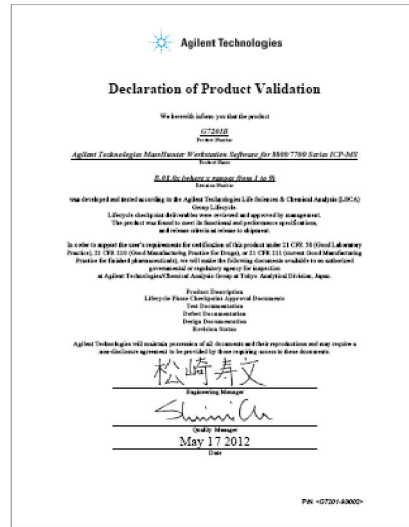 Agilent Technologies
Declaration of Product Validation
We herewith inform you that the product
G7201B
Product Number
Agilent Technologies MassHunter Workstation Software for 8800/7700 Series ICP-MS
Product Name
B.01.0x (where x ranges from 1 to 9)
Revision Number
was developed and tested according to the Agilent Technologies Life Sciences & Chemical Analysis (LSCA)
Group Lifecycle.
Lifecycle checkpoint deliverables were reviewed and approved by management.
The product was found to meet its functional and performance specifications,
and release criteria at release to shipment.
In order to support the user's requirements for certification of this product under 21 CFR 58 (Good Laboratory
Practice), 21 CFR 210 (Good Manufacturing Practice for Drugs), or 21 CFR 211 (current Good Manufacturing
Practice for finished pharmaceuticals), we will make the following documents available to an authorized
governmental or regulatory agency for inspection
at Agilent Technologies/Chemical Analysis Group at Tokyo Analytical Division, Japan.
Product Description
Lifecycle Phase Checkpoint Approval Documents
Test Documentation
Defect Documentation
Design Documentation
Revision Status
Agilent Technologies will maintain possession of all documents and their reproductions and may require a
non-disclosure agreement to be provided by those requiring access to these documents.
松崎寿文
Engineering Manager
Quality Manager
May 17 2012
Date
P/N <G7201-90002>